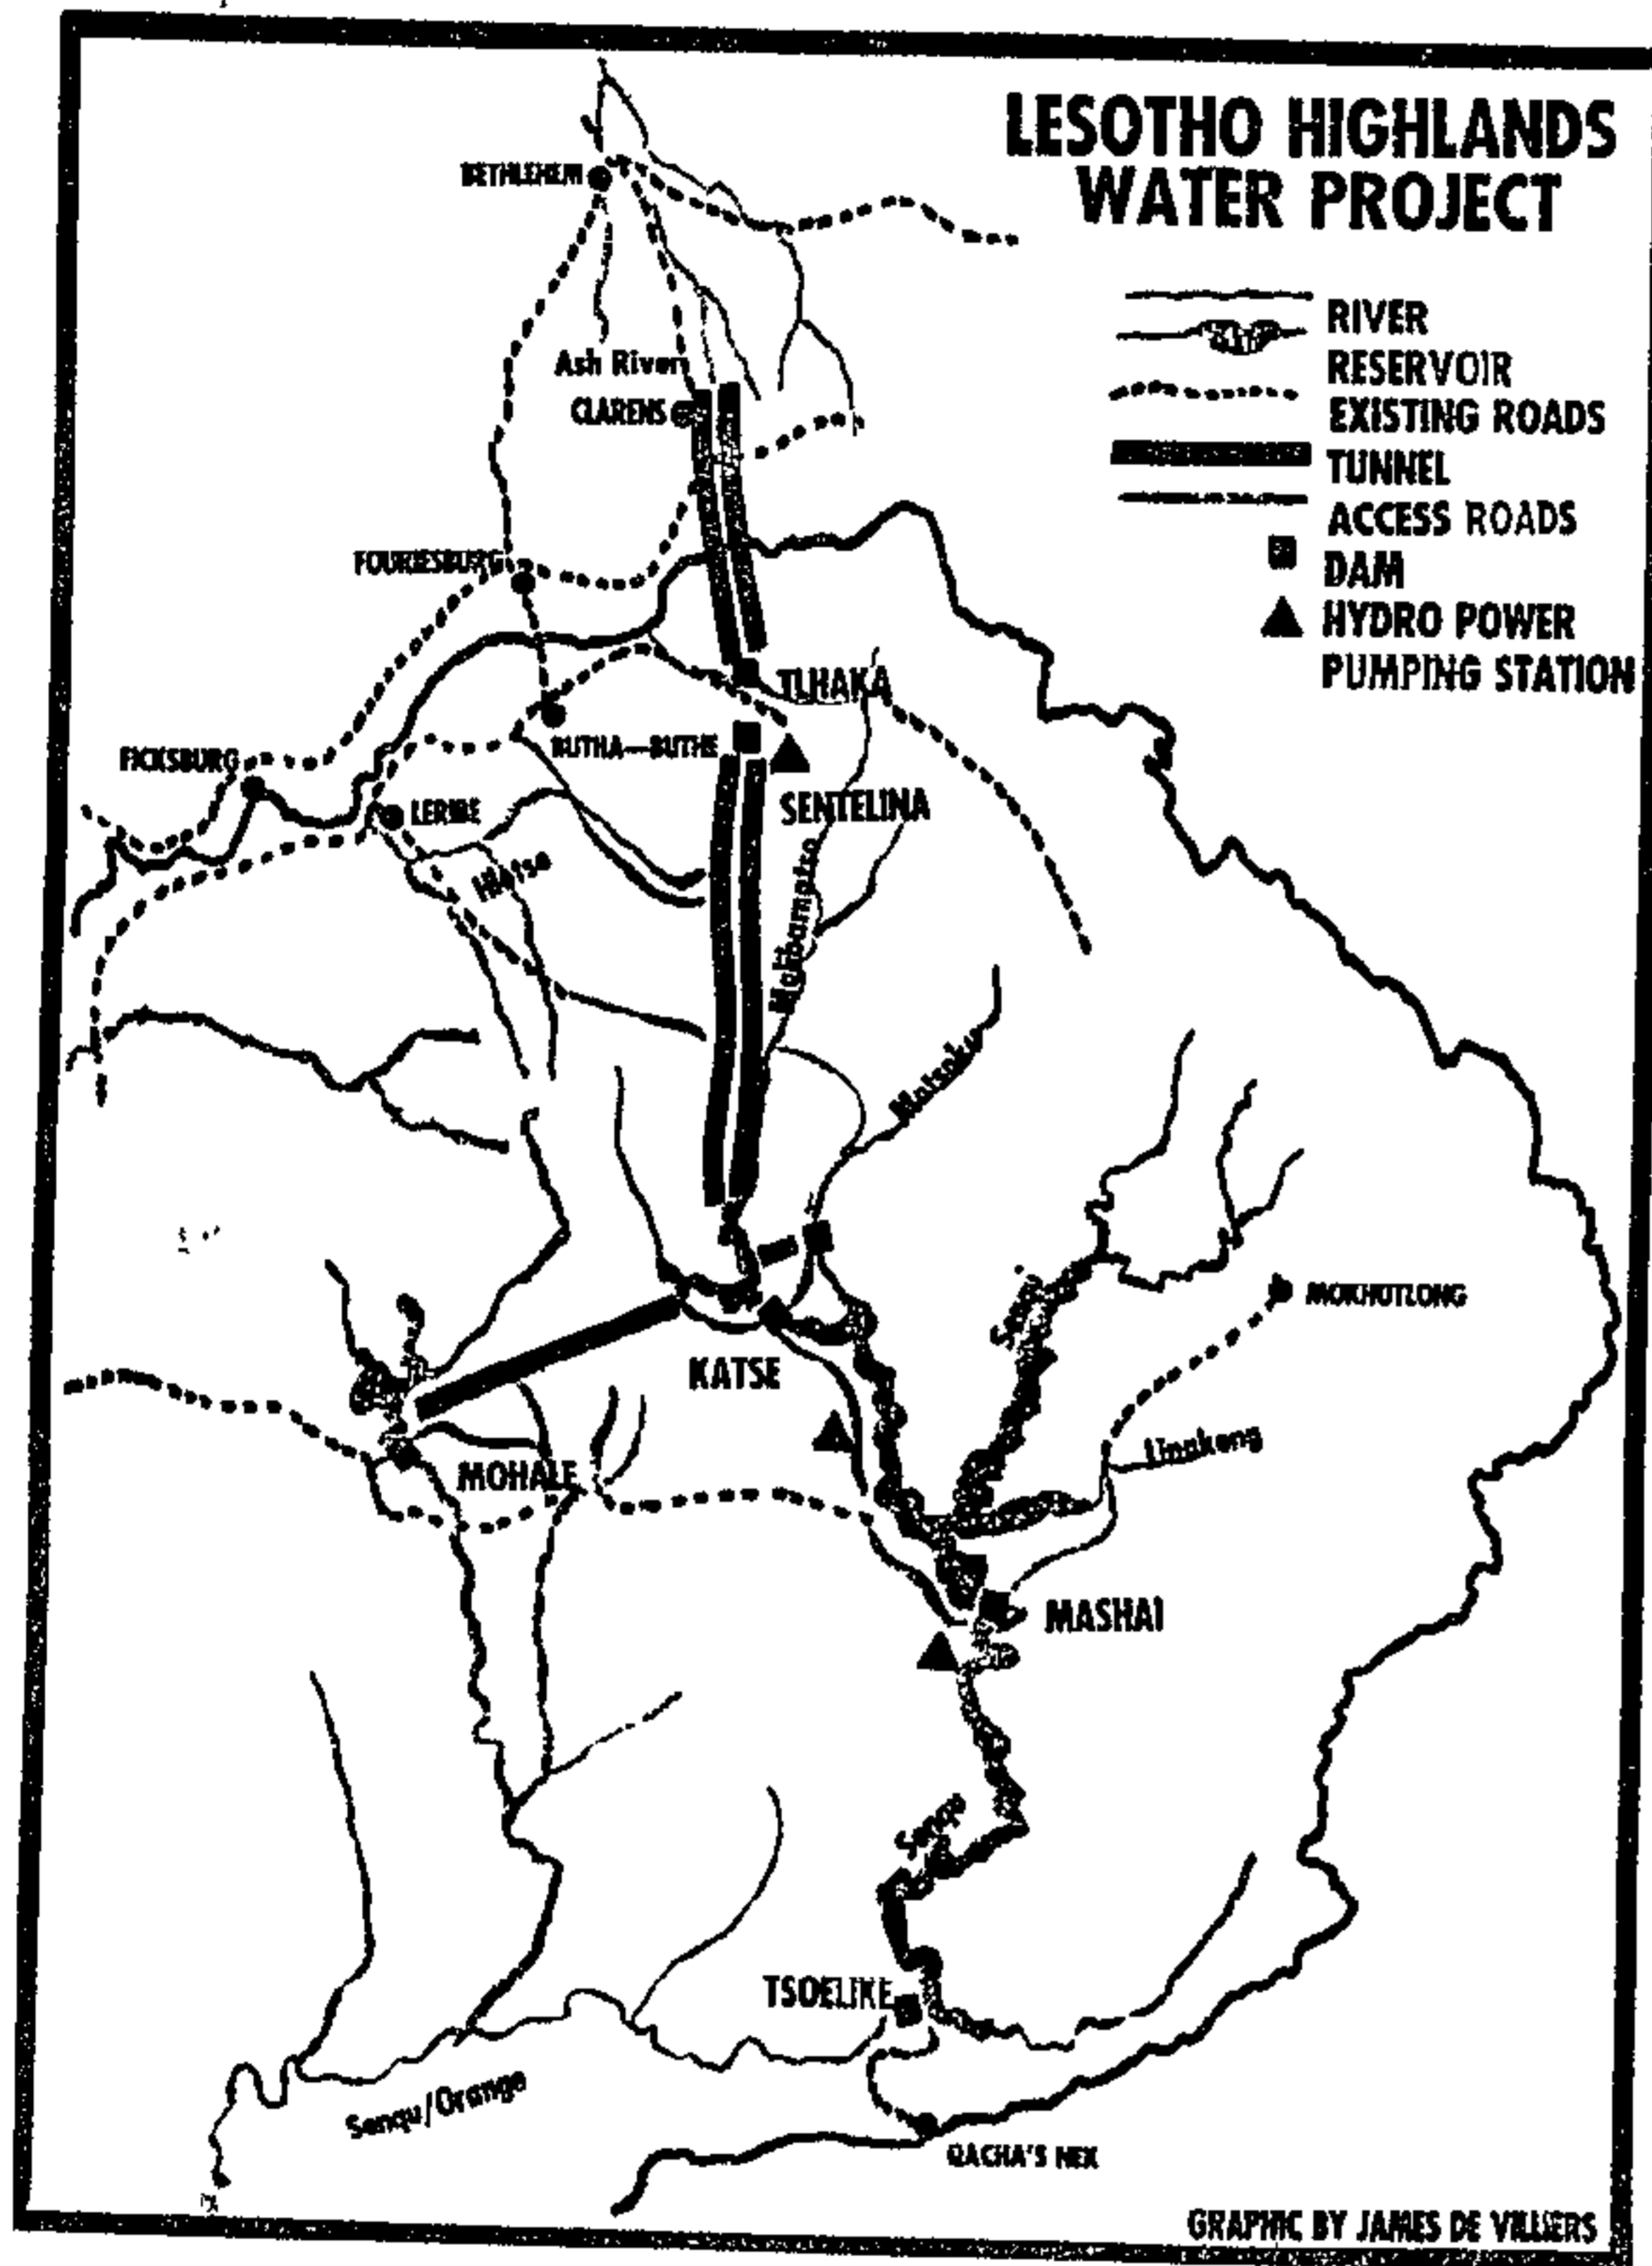 LESOTHO HIGHLANDS
WATER PROJECT
RIVER
RESERVOIR
EXISTING ROADS
TUNNEL
ACCESS ROADS
DAM
HYDRO POWER
PUMPING STATION
BETHLEHEM
Ash River
CLARENS
FOURIESBURG
TLHAKA
BUTHA—BUTHE
FICKSBURG
SENTELINA
LERIBE
Hlotse
Matsoku
MOKHOTLONG
KATSE
Linakeng
MOHALE
MASHAI
Senqu
TSOELIKE
Senqu/Orange
QACHA'S NEK
GRAPHIC BY JAMES DE VILLIERS